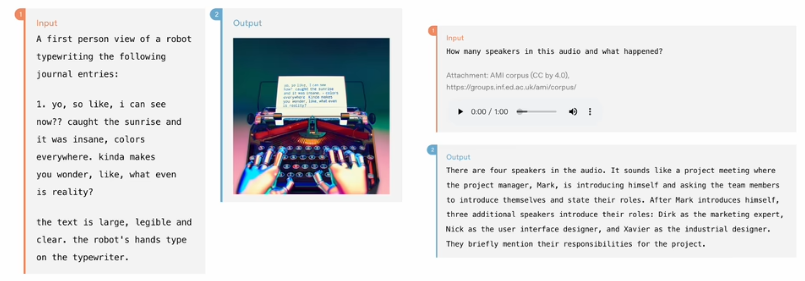 1
Input
A first person view of a robot
typewriting the following
journal entries:
1. yo, so like, i can see
now?? caught the sunrise and
it was insane, colors
everywhere. kinda makes
you wonder, like, what even
is reality?
the text is large, legible and
clear. the robot's hands type
on the typewriter.
2
Output
yo, so like, i can see
now?? caught the sunrise
and it was insane, colors
everywhere. kinda makes
you wonder, like, what even
is reality?
1
Input
How many speakers in this audio and what happened?
Attachment: AMI corpus (CC by 4.0),
https://groups.inf.ed.ac.uk/ami/corpus/
0:00 / 1:00
2
Output
There are four speakers in the audio. It sounds like a project meeting where
the project manager, Mark, is introducing himself and asking the team members
to introduce themselves and state their roles. After Mark introduces himself,
three additional speakers introduce their roles: Dirk as the marketing expert,
Nick as the user interface designer, and Xavier as the industrial designer.
They briefly mention their responsibilities for the project.